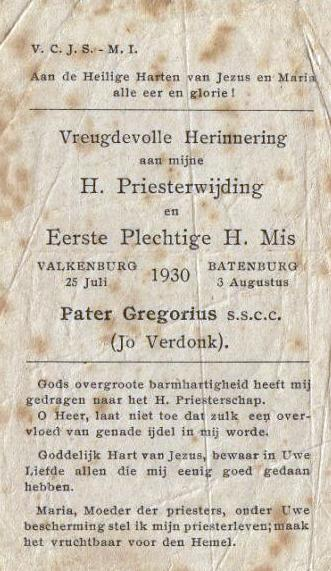 V. C. J. S. - M. I.
Aan de Heilige Harten van Jezus en Maria
alle eer en glorie!
Vreugdevolle Herinnering
aan mijne
H. Priesterwijding
en
Eerste Plechtige H. Mis
VALKENBURG 1930 BATENBURG
25 Juli 3 Augustus
Pater Gregorius s.s.c.c.
(Jo Verdonk).
Gods overgroote barmhartigheid heeft mij
gedragen naar het H. Priesterschap.
O Heer, laat niet toe dat zulk een over-
vloed van genade ijdel in mij worde.
Goddelijk Hart van Jezus, bewaar in Uwe
Liefde allen die mij eenig goed gedaan
hebben.
Maria, Moeder der priesters, onder Uwe
bescherming stel ik mijn priesterleven; maak
het vruchtbaar voor den Hemel.